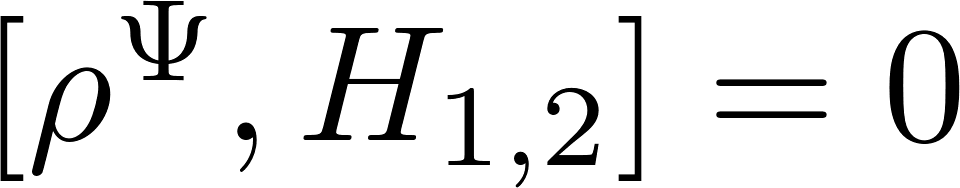 [ρ^Ψ, H_{1,2}] = 0